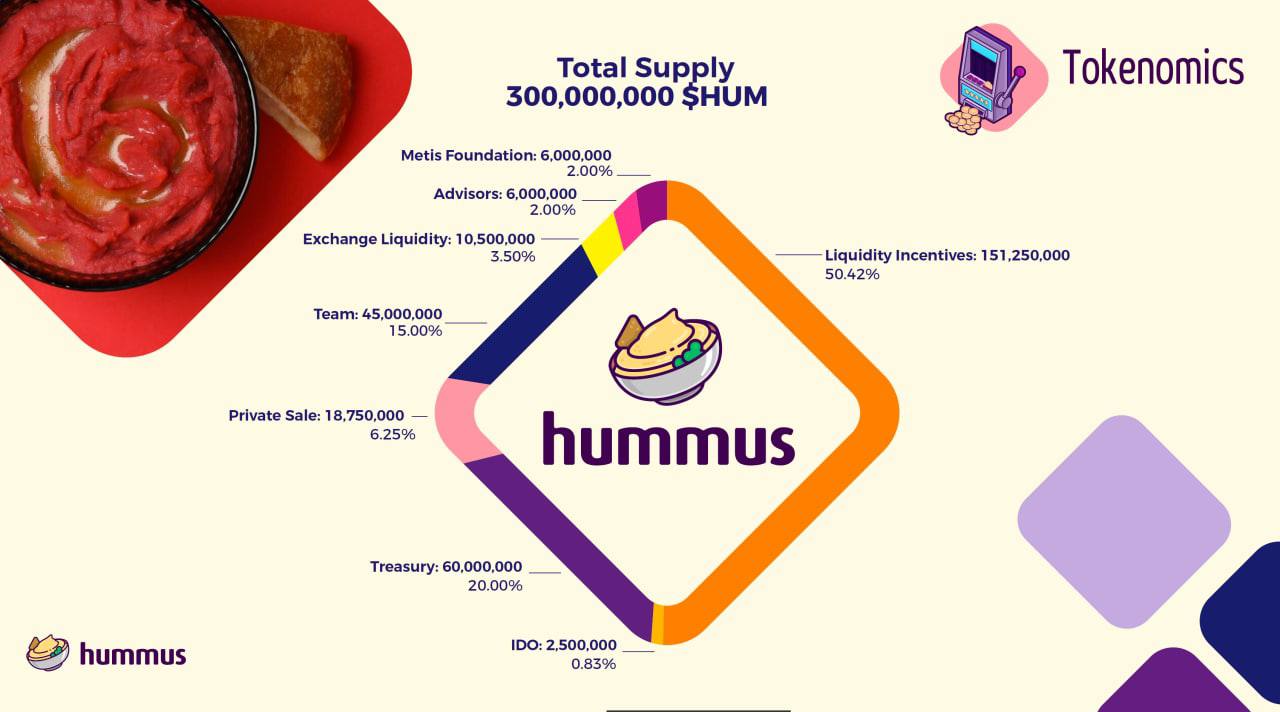 Tokenomics
Total Supply
300,000,000 $HUM
Metis Foundation: 6,000,000
2.00%
Advisors: 6,000,000
2.00%
Exchange Liquidity: 10,500,000
3.50%
Liquidity Incentives: 151,250,000
50.42%
Team: 45,000,000
15.00%
Private Sale: 18,750,000
6.25%
hummus
Treasury: 60,000,000
20.00%
IDO: 2,500,000
0.83%
hummus